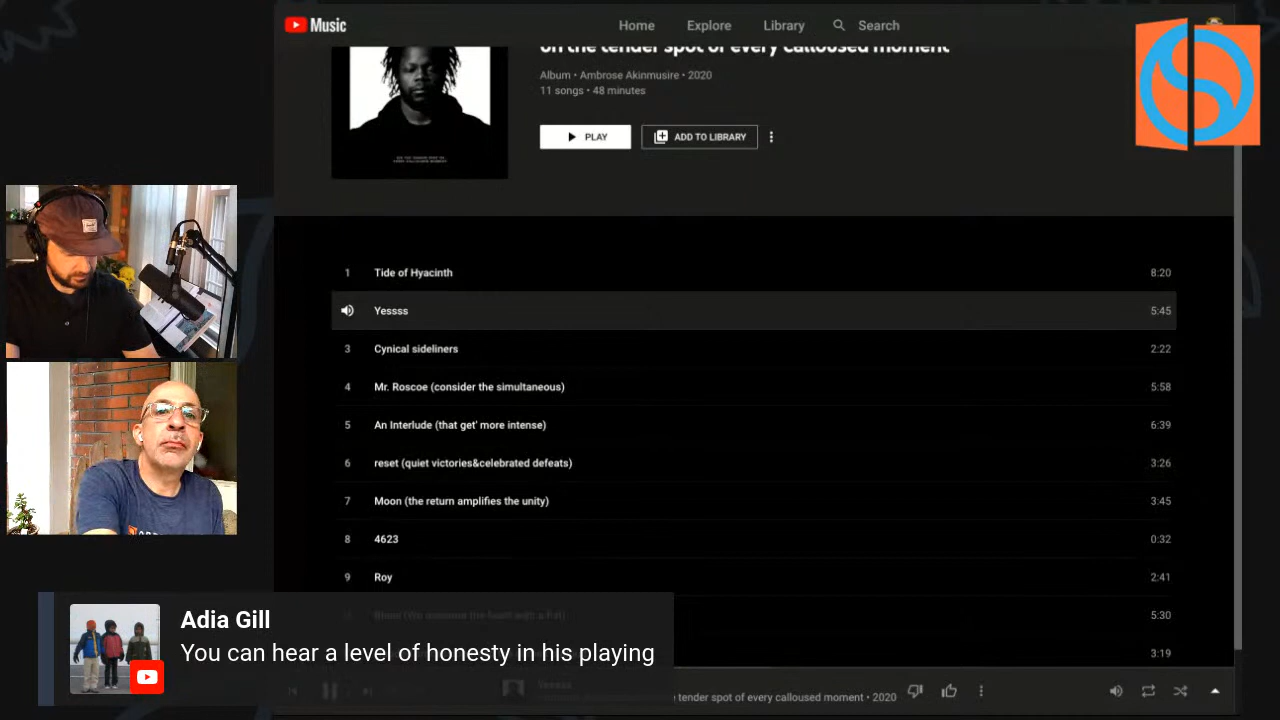 Music
Home
Explore
Library
Search
on the tender spot of every calloused moment
Album • Ambrose Akinmusire • 2020
11 songs • 48 minutes
PLAY
ADD TO LIBRARY
1 Tide of Hyacinth 8:20
Yessss 5:45
3 Cynical sideliners 2:22
4 Mr. Roscoe (consider the simultaneous) 5:58
5 An Interlude (that get' more intense) 6:39
6 reset (quiet victories&celebrated defeats) 3:26
7 Moon (the return amplifies the unity) 3:45
8 4623 0:32
9 Roy 2:41
5:30
3:19
Adia Gill
You can hear a level of honesty in his playing
Yessss
tender spot of every calloused moment • 2020